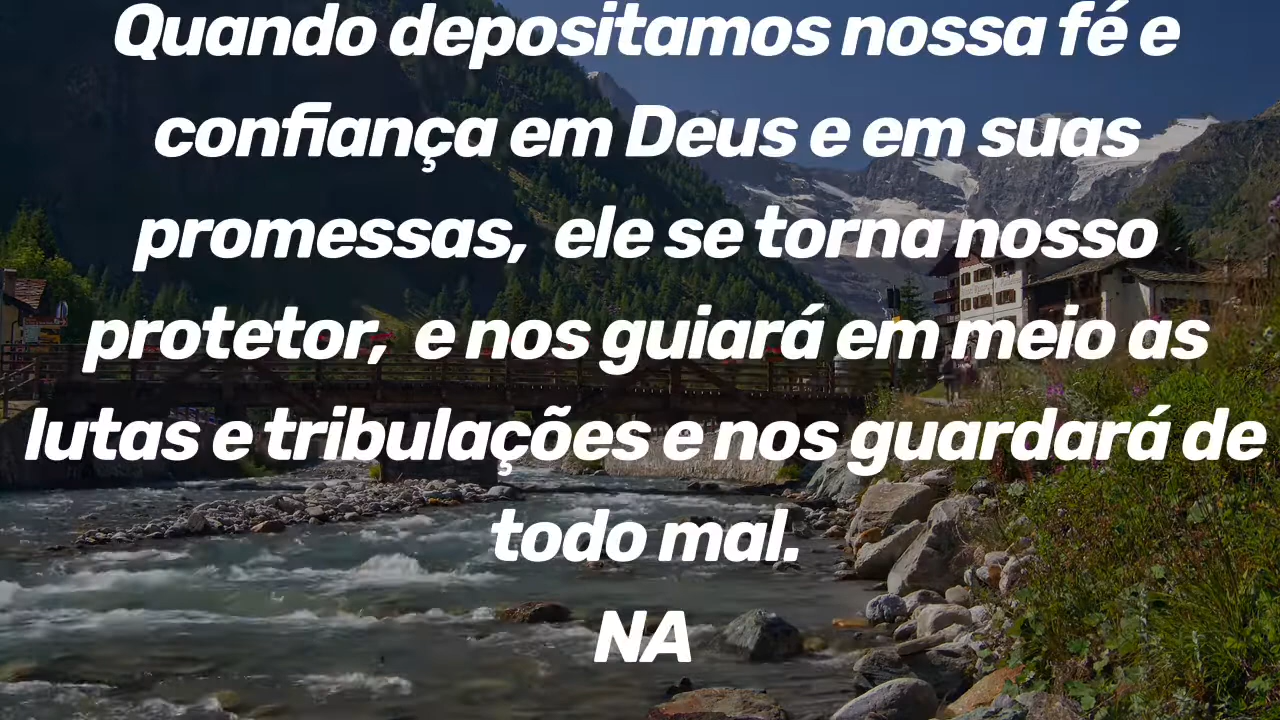 Quando depositamos nossa fé e
confiança em Deus e em suas
promessas,  ele se torna nosso
protetor,  e nos guiará em meio as
lutas e tribulações e nos guardará de
todo mal.
NA